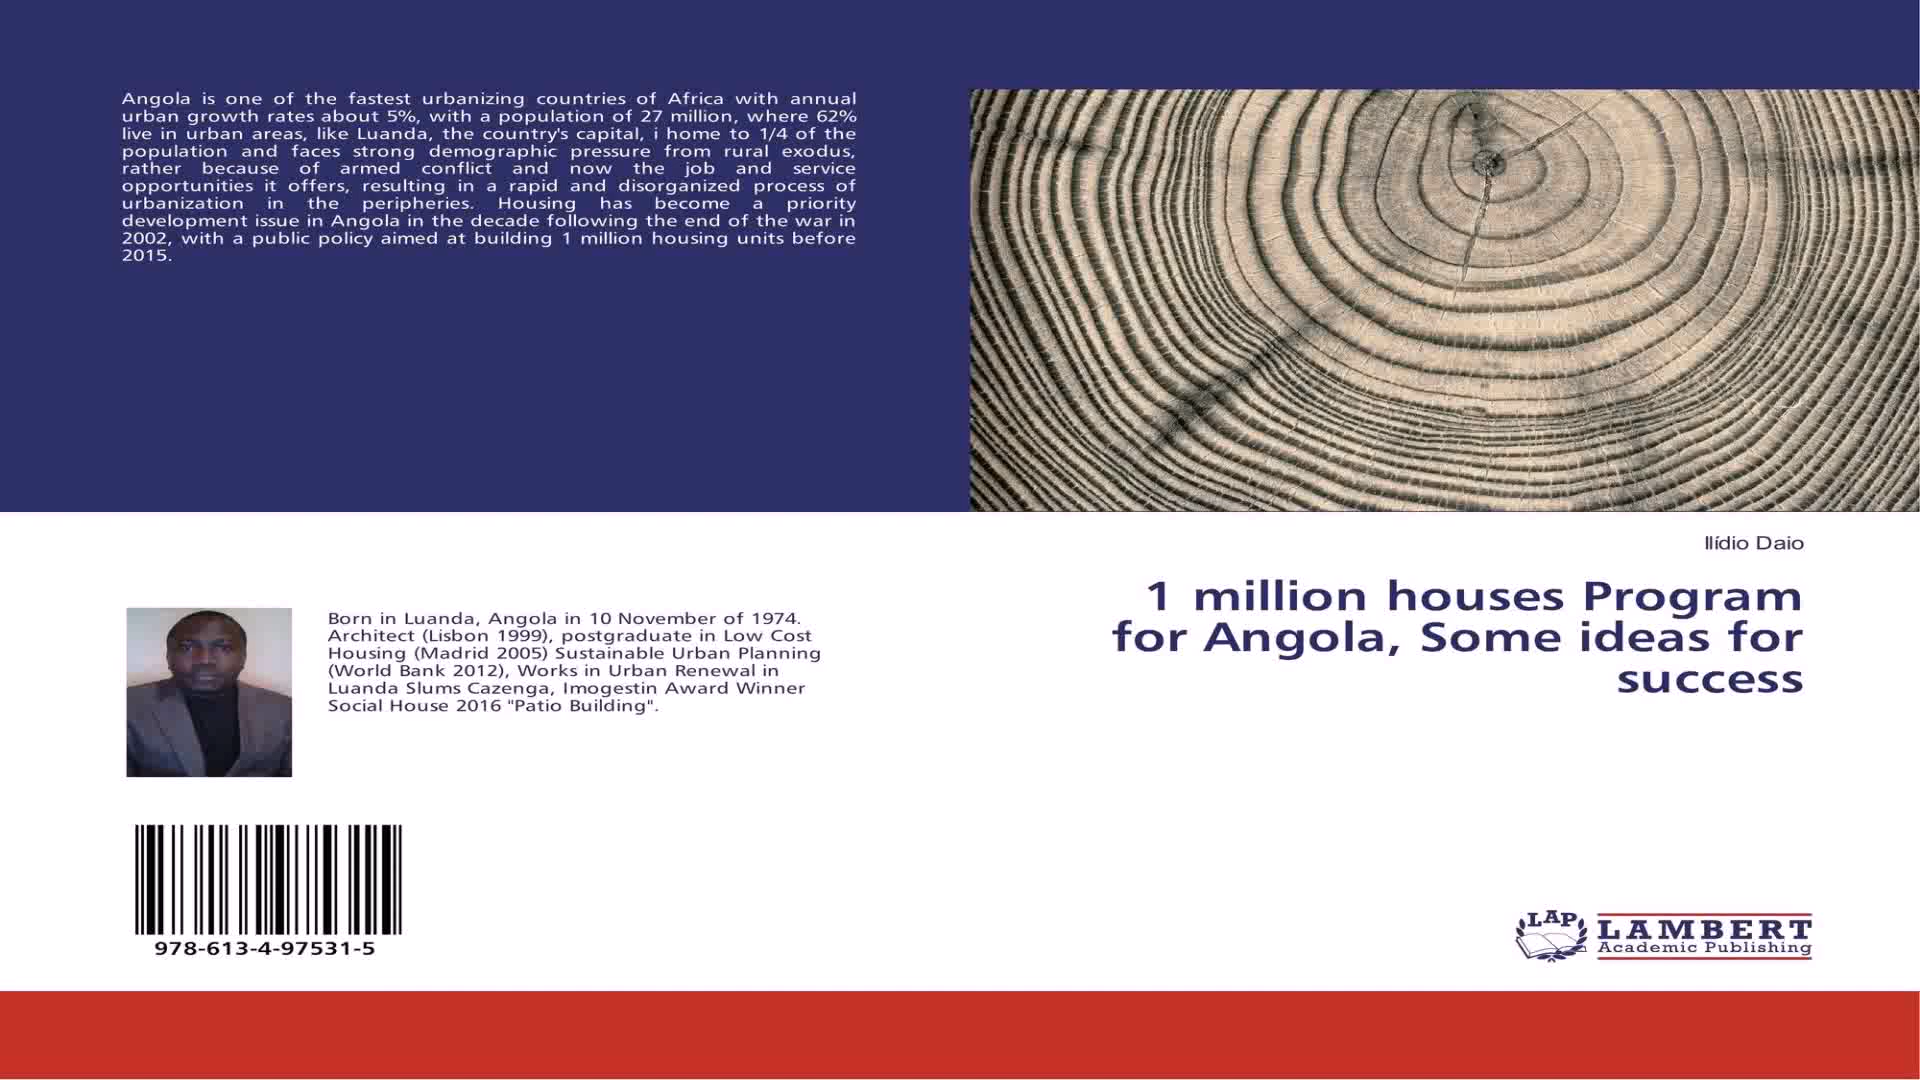 Angola is one of the fastest urbanizing countries of Africa with annual
urban growth rates about 5%, with a population of 27 million, where 62%
live in urban areas, like Luanda, the country's capital, i home to 1/4 of the
population and faces strong demographic pressure from rural exodus,
rather because of armed conflict and now the job and service
opportunities it offers, resulting in a rapid and disorganized process of
urbanization in the peripheries. Housing has become a priority
development issue in Angola in the decade following the end of the war in
2002, with a public policy aimed at building 1 million housing units before
2015.
Born in Luanda, Angola in 10 November of 1974.
Architect (Lisbon 1999), postgraduate in Low Cost
Housing (Madrid 2005) Sustainable Urban Planning
(World Bank 2012), Works in Urban Renewal in
Luanda Slums Cazenga, Imogestin Award Winner
Social House 2016 "Patio Building".
978-613-4-97531-5
Ilídio Daio
1 million houses Program
for Angola, Some ideas for
success
LAP
LAMBERT
Academic Publishing